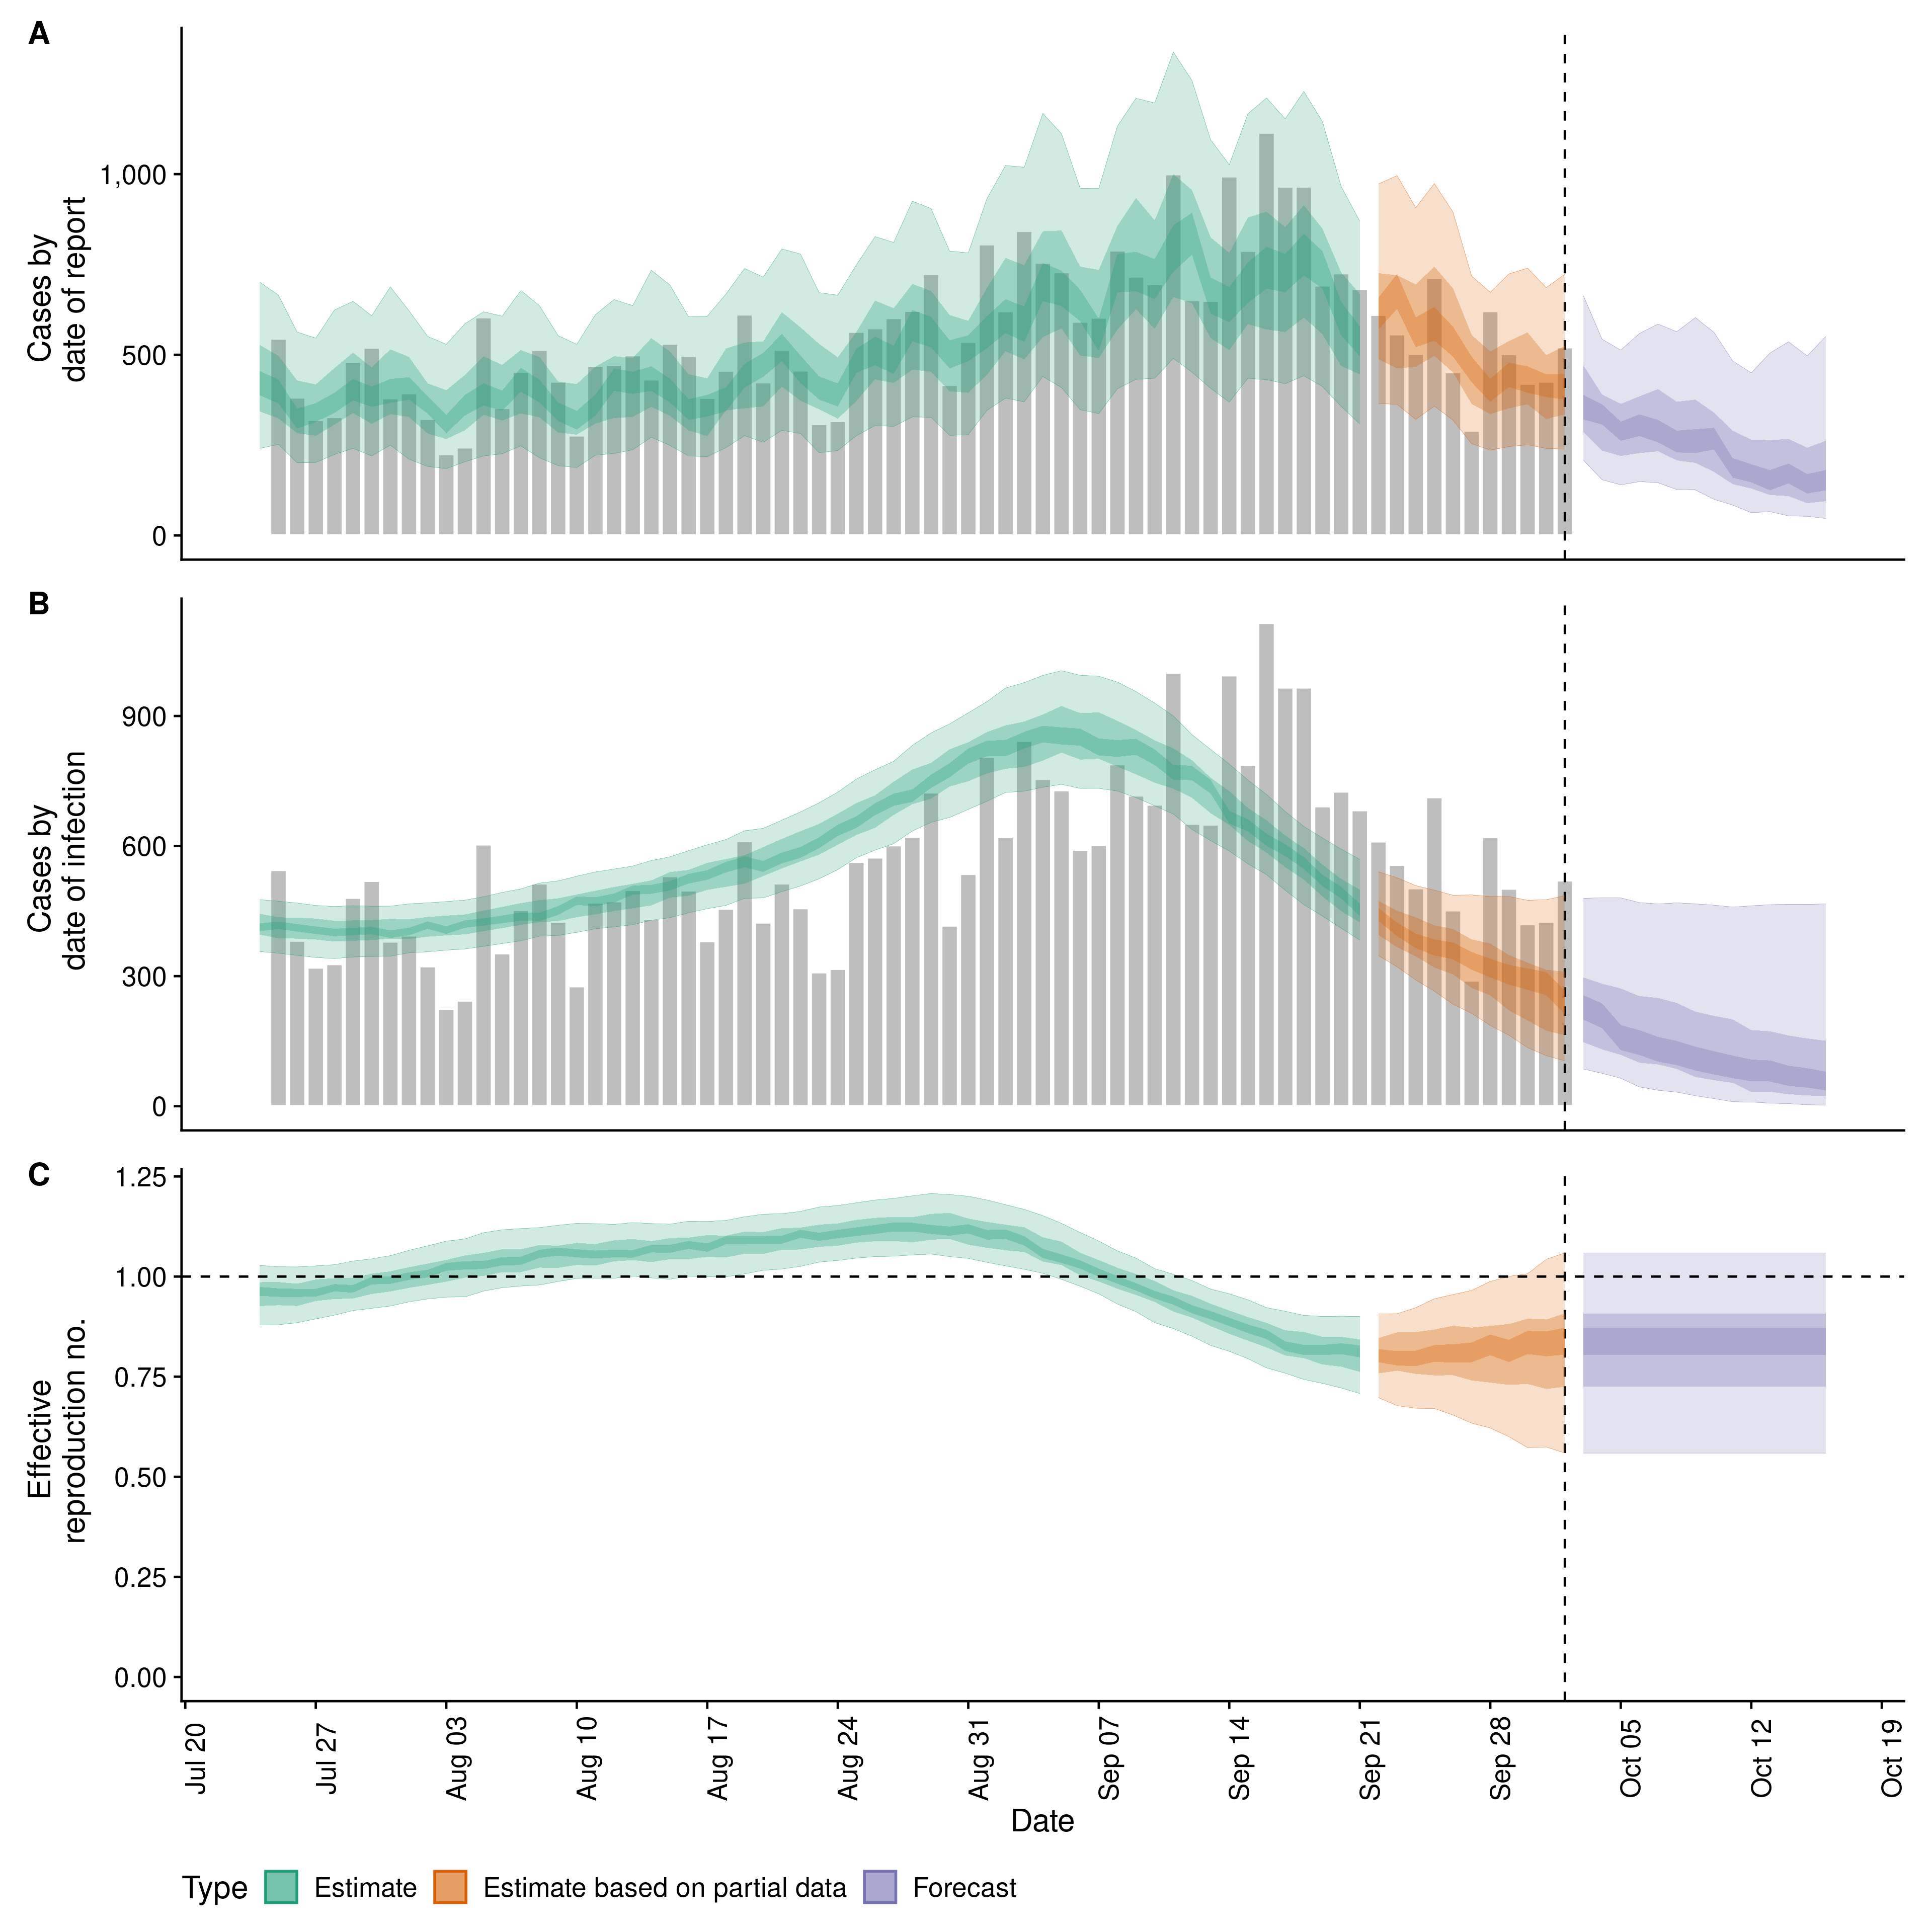 A
Cases by
date of report
1,000
500
0
B
Cases by
date of infection
900
600
300
0
C
Effective
reproduction no.
1.25
1.00
0.75
0.50
0.25
0.00
Jul 20
Jul 27
Aug 03
Aug 10
Aug 17
Aug 24
Aug 31
Sep 07
Sep 14
Sep 21
Sep 28
Oct 05
Oct 12
Oct 19
Date
Type Estimate Estimate based on partial data Forecast